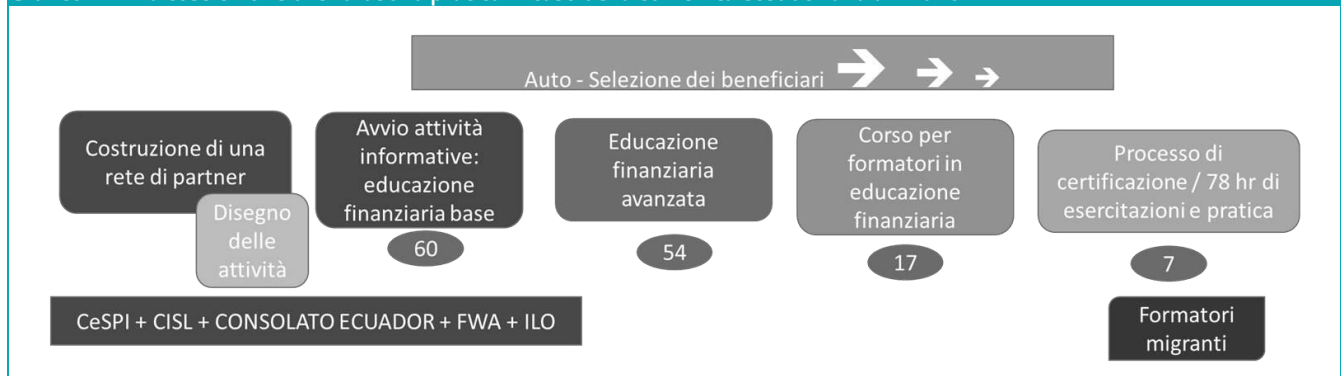 Auto - Selezione dei beneficiari
Costruzione di una
rete di partner
Disegno
delle
attività
Avvio attività
informative:
educazione
finanziaria base
60
Educazione
finanziaria
avanzata
54
Corso per
formatori in
educazione
finanziaria
17
Processo di
certificazione / 78 hr di
esercitazioni e pratica
7
CeSPI + CISL + CONSOLATO ECUADOR + FWA + ILO
Formatori
migranti